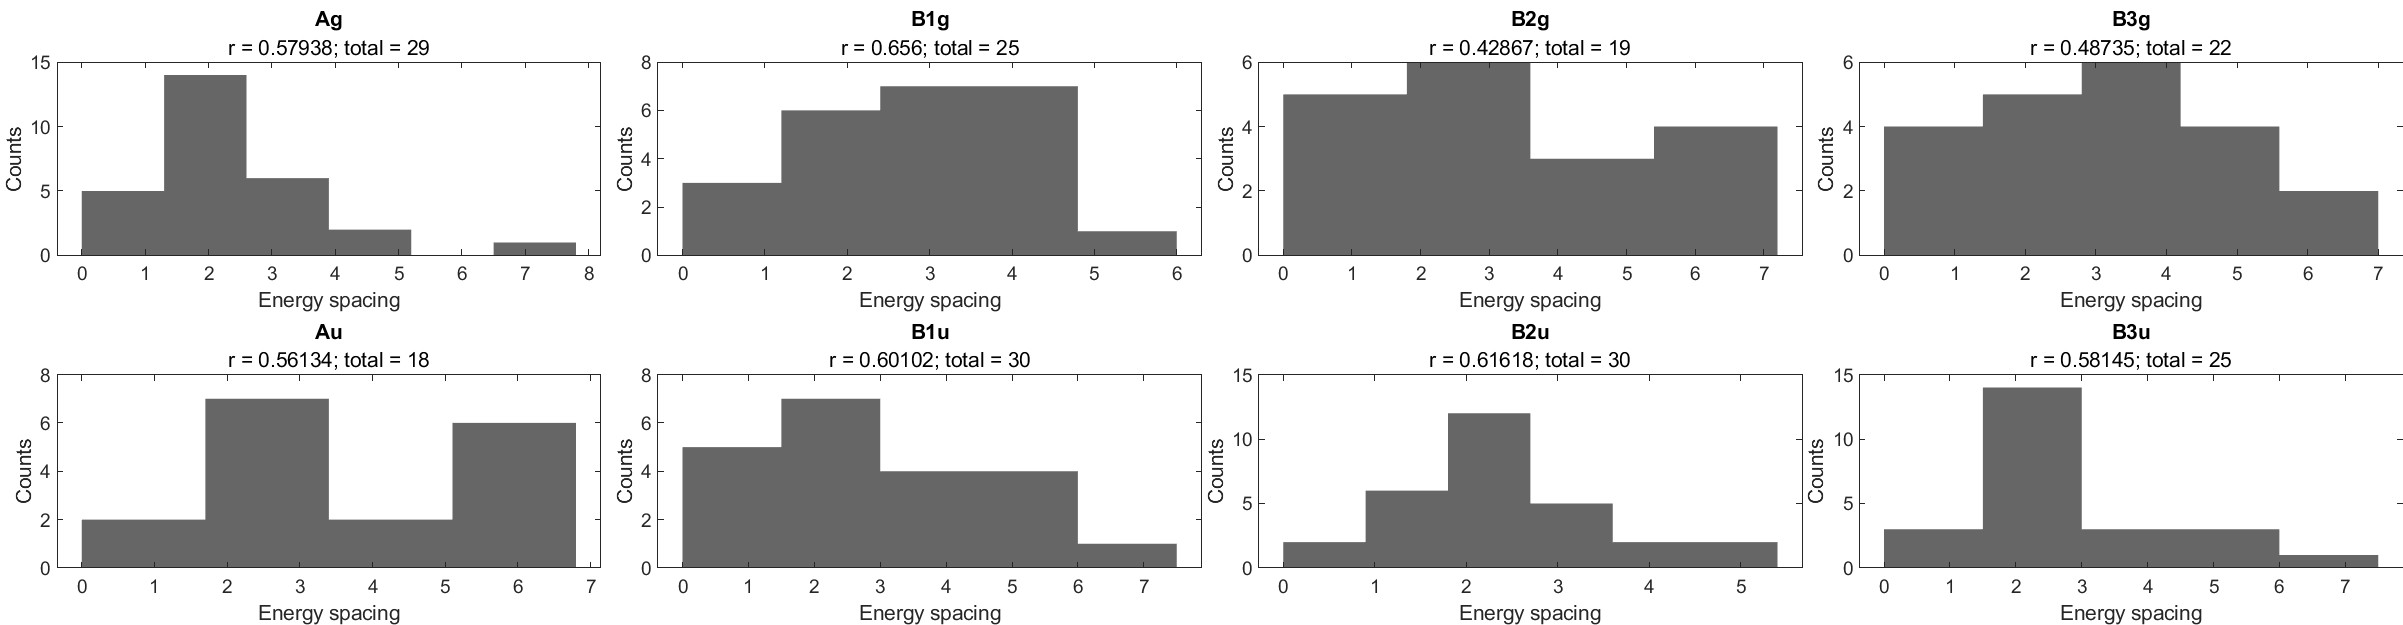 Ag
r = 0.57938; total = 29
15
10
5
0
Counts
0 1 2 3 4 5 6 7 8
Energy spacing
B1g
r = 0.656; total = 25
8
6
4
2
0
Counts
0 1 2 3 4 5 6
Energy spacing
B2g
r = 0.42867; total = 19
6
4
2
0
Counts
0 1 2 3 4 5 6 7
Energy spacing
B3g
r = 0.48735; total = 22
6
4
2
0
Counts
0 1 2 3 4 5 6 7
Energy spacing
Au
r = 0.56134; total = 18
8
6
4
2
0
Counts
0 1 2 3 4 5 6 7
Energy spacing
B1u
r = 0.60102; total = 30
8
6
4
2
0
Counts
0 1 2 3 4 5 6 7
Energy spacing
B2u
r = 0.61618; total = 30
15
10
5
0
Counts
0 1 2 3 4 5
Energy spacing
B3u
r = 0.58145; total = 25
15
10
5
0
Counts
0 1 2 3 4 5 6 7
Energy spacing